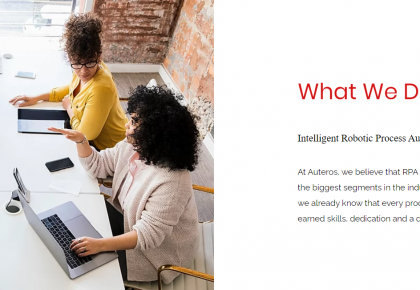 What We D
Intelligent Robotic Process Au
At Auteros, we believe that RPA
the biggest segments in the ind
we already know that every proc
earned skills, dedication and a c